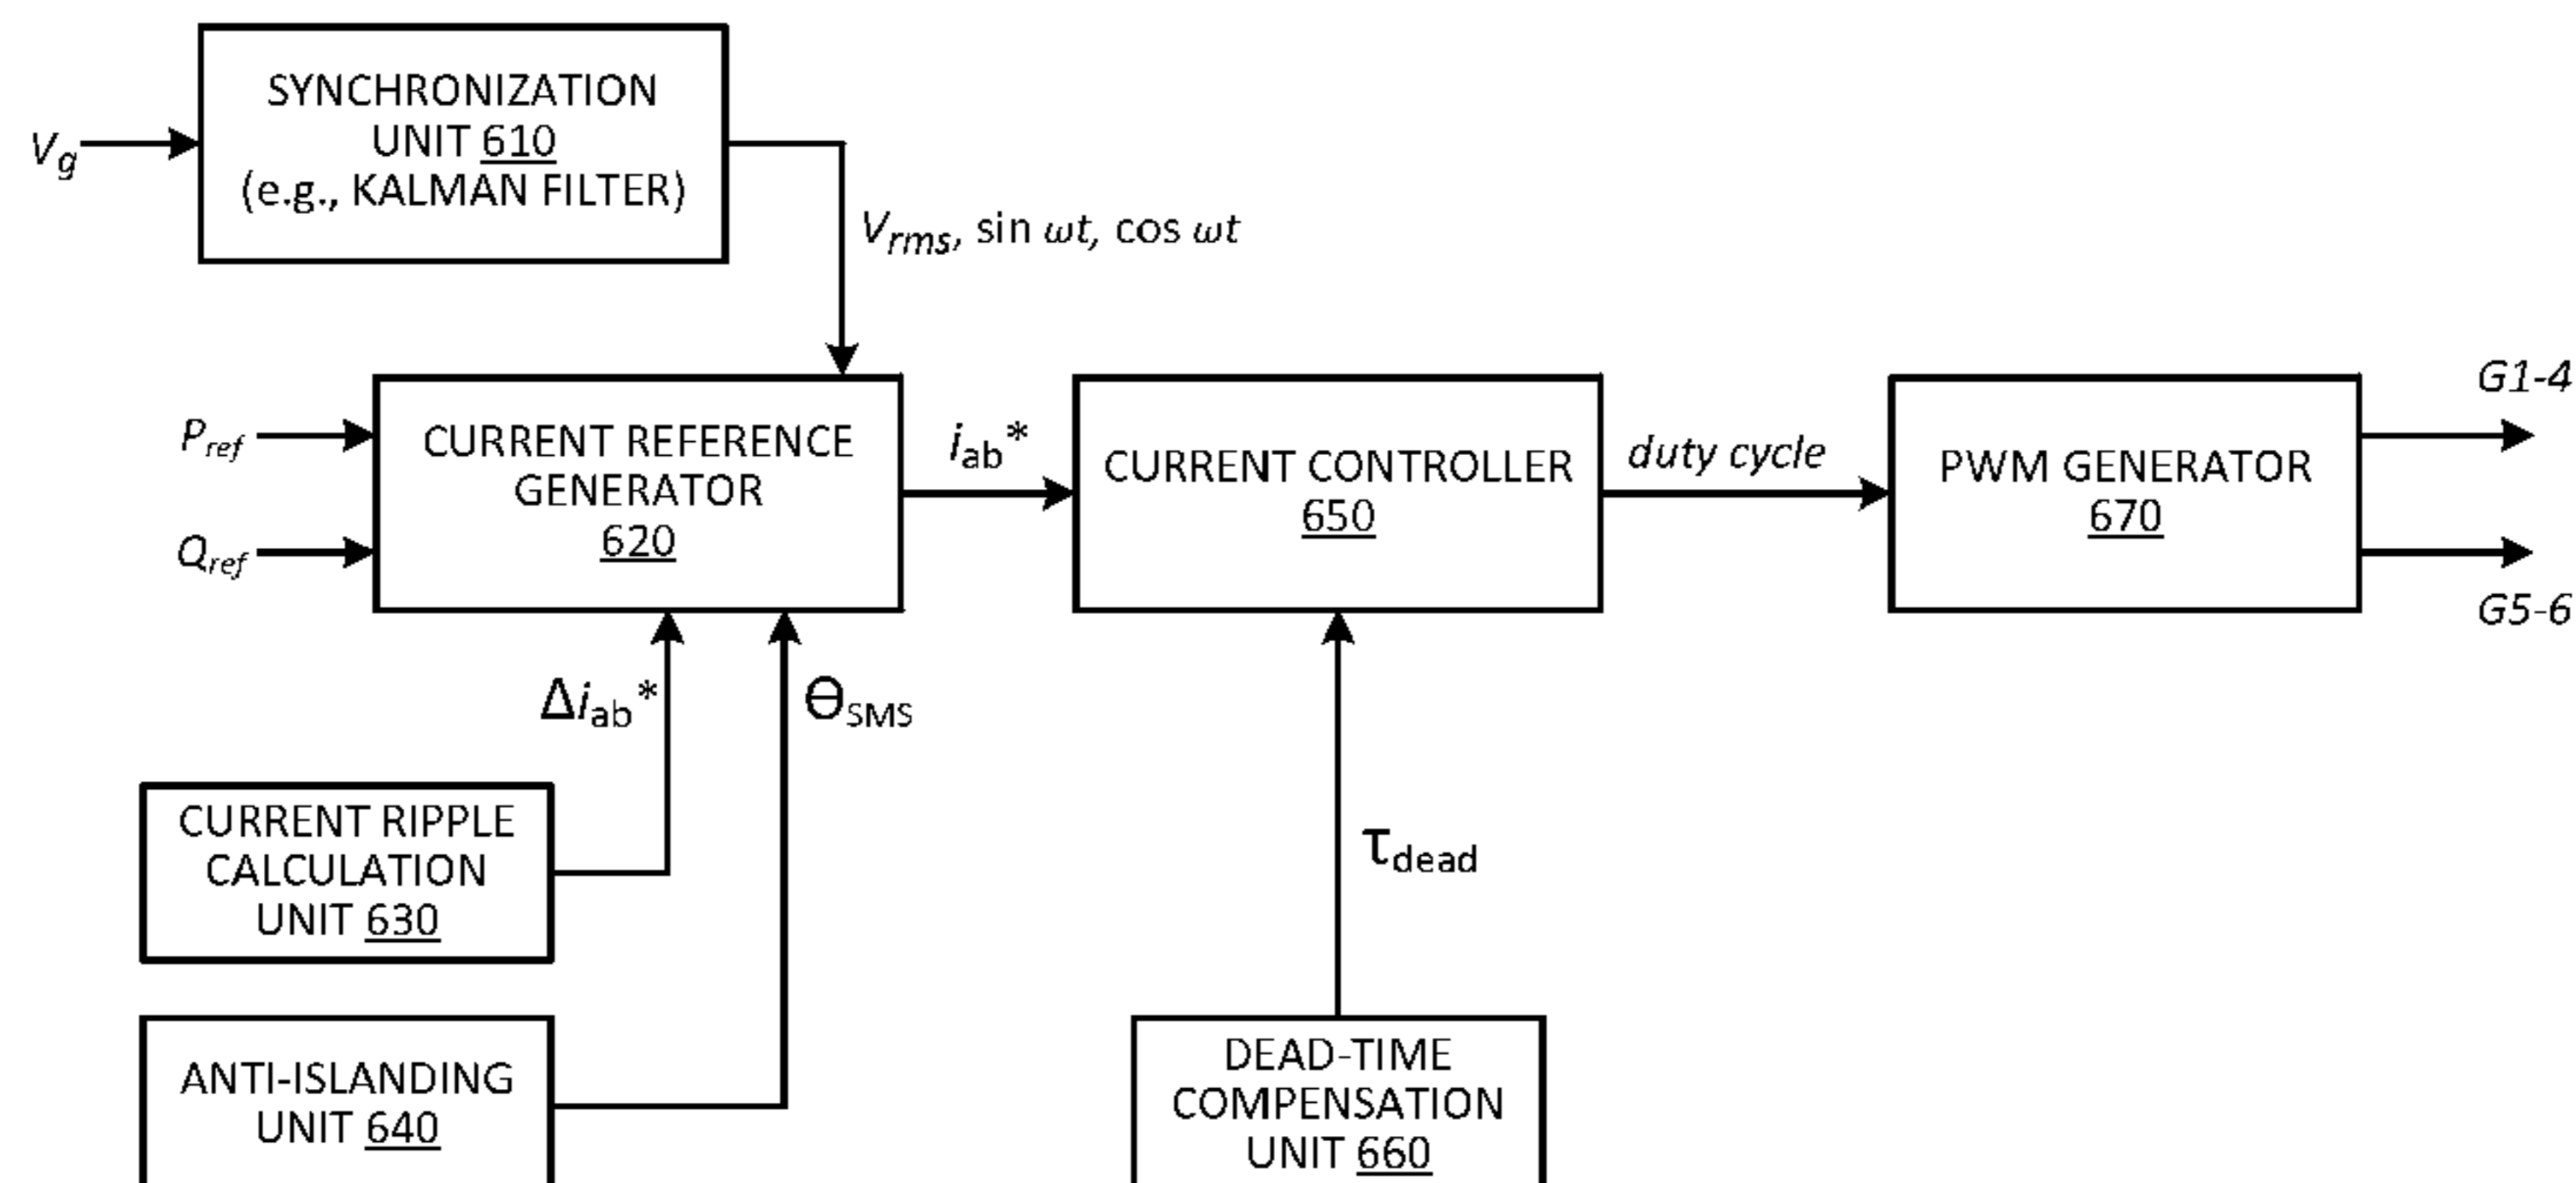 SYNCHRONIZATION
UNIT 610
(e.g., KALMAN FILTER)
Vg
Vrms, sin ωt, cos ωt
Pref
Qref
CURRENT REFERENCE
GENERATOR
620
iab*
CURRENT CONTROLLER
650
duty cycle
PWM GENERATOR
670
G1-4
G5-6
Δiab*
ΘSMS
CURRENT RIPPLE
CALCULATION
UNIT 630
ANTI-ISLANDING
UNIT 640
τdead
DEAD-TIME
COMPENSATION
UNIT 660